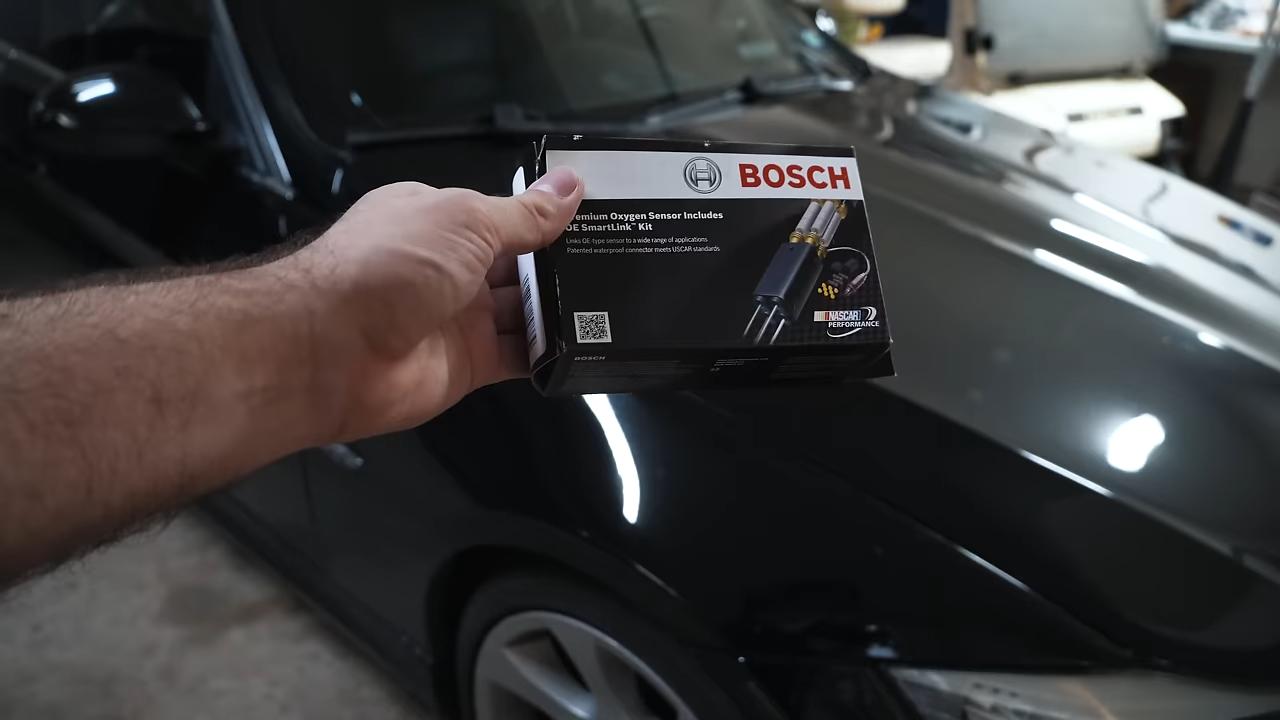 BOSCH
emium Oxygen Sensor Includes
OE SmartLink™ Kit
Links OE-type sensor to a wide range of applications
Patented waterproof connector meets USCAR standards
NASCAR
PERFORMANCE
BOSCH